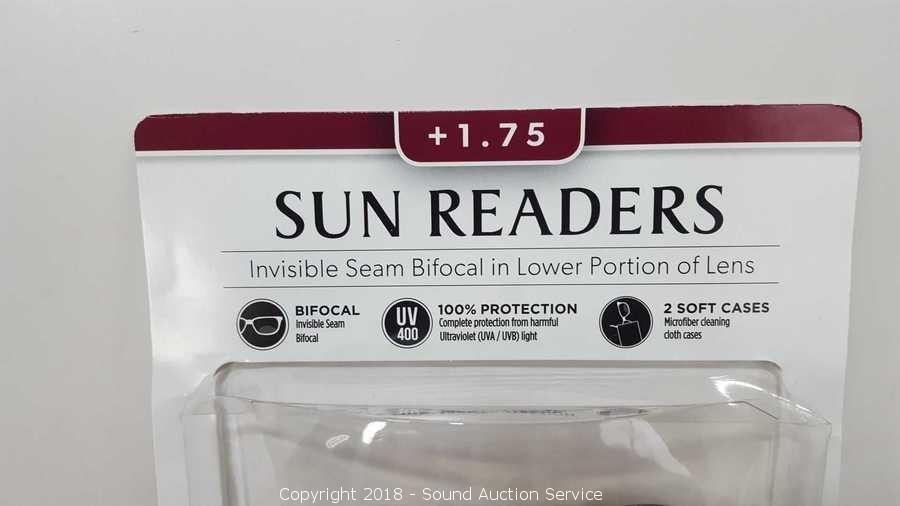 +1.75
SUN READERS
Invisible Seam Bifocal in Lower Portion of Lens
BIFOCAL
Invisible Seam
Bifocal
UV
400
100% PROTECTION
Complete protection from harmful
Ultraviolet (UVA / UVB) light
2 SOFT CASES
Microfiber cleaning
cloth cases
Copyright 2018 - Sound Auction Service